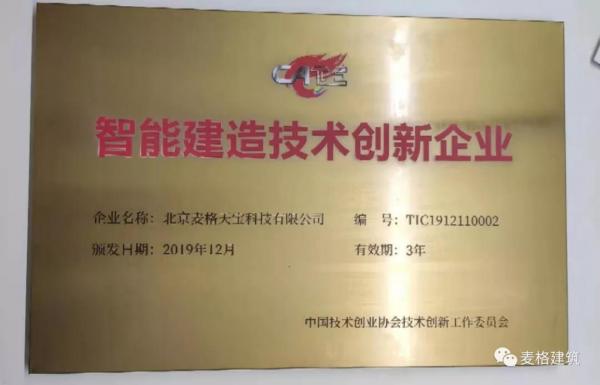 CATE
智能建造技术创新企业
企业名称：北京麦格天宝科技有限公司 编 号：TIC1912110002
颁发日期：2019年12月 有效期：3年
中国技术创业协会技术创新工作委员会
麦格建筑